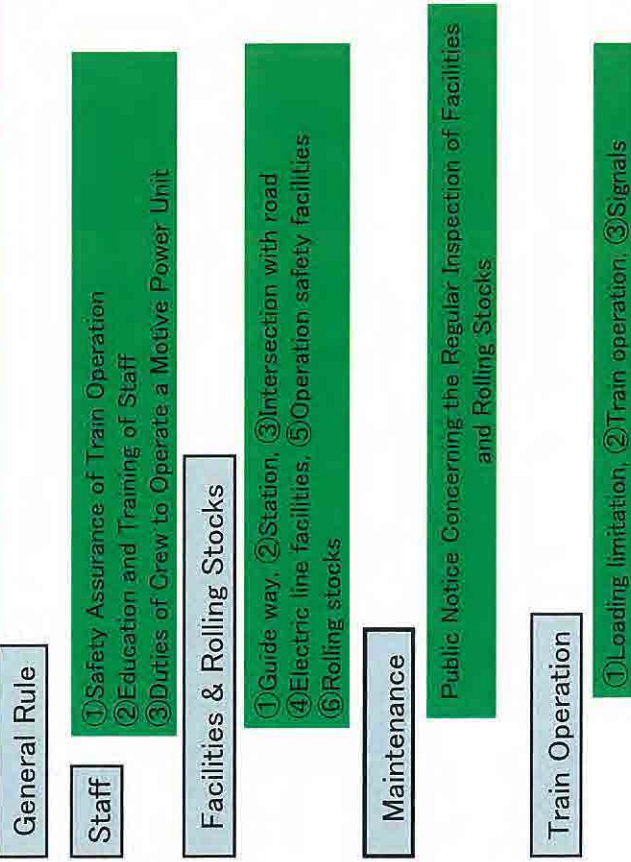 General Rule
Staff
①Safety Assurance of Train Operation
②Education and Training of Staff
③Duties of Crew to Operate a Motive Power Unit
Facilities & Rolling Stocks
①Guide way, ②Station, ③Intersection with road
④Electric line facilities, ⑤Operation safety facilities
⑥Rolling stocks
Maintenance
Public Notice Concerning the Regular Inspection of Facilities
and Rolling Stocks
Train Operation
①Loading limitation, ②Train operation, ③Signals